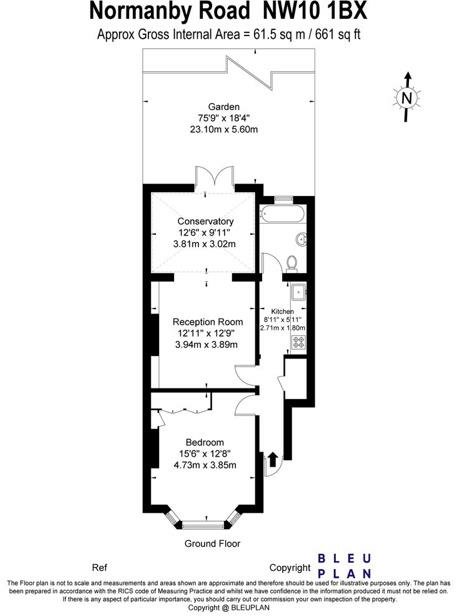 Normanby Road NW10 1BX
Approx Gross Internal Area = 61.5 sq m / 661 sq ft
Garden
75'9" x 18'4"
23.10m x 5.60m
N
Conservatory
12'6" x 9'11"
3.81m x 3.02m
Kitchen
8'11" x 5'11"
2.71m x 1.80m
Reception Room
12'11" x 12'9"
3.94m x 3.89m
Bedroom
15'6" x 12'8"
4.73m x 3.85m
Ground Floor
Ref
Copyright
BLEU
PLAN
The Floor plan is not to scale and measurements and areas shown are approximate and therefore should be used for illustrative purposes only. The plan has
been prepared in accordance with the RICS code of Measuring Practice and whilst we have confidence in the information produced it must not be relied on.
If there is any aspect of particular importance, you should carry out or commission your own inspection of the property.
Copyright @ BLEUPLAN